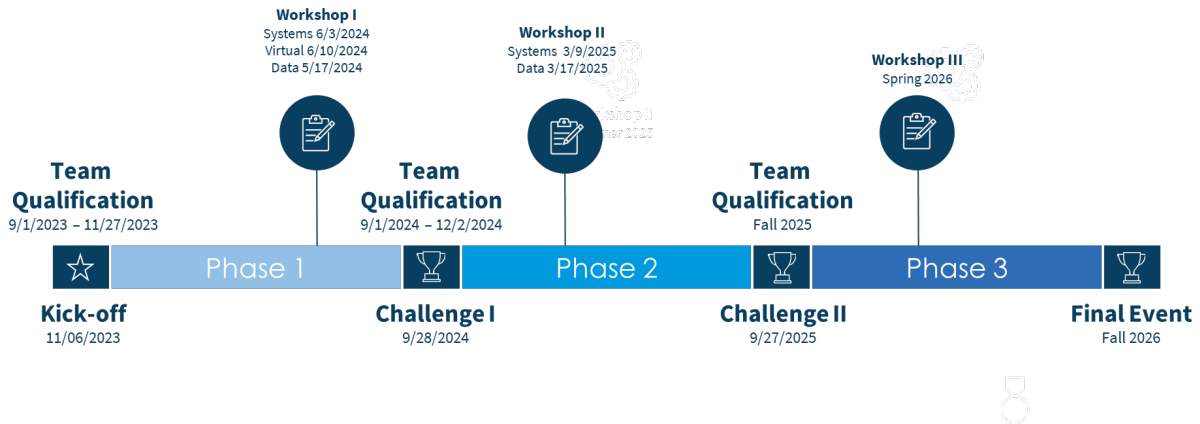 Workshop I
Systems 6/3/2024
Virtual 6/10/2024
Data 5/17/2024
Workshop II
Systems 3/9/2025
Data 3/17/2025
Workshop III
Spring 2026
Team
Qualification
9/1/2023 – 11/27/2023
Team
Qualification
9/1/2024 – 12/2/2024
Team
Qualification
Fall 2025
Phase 1
Phase 2
Phase 3
Kick-off
11/06/2023
Challenge I
9/28/2024
Challenge II
9/27/2025
Final Event
Fall 2026